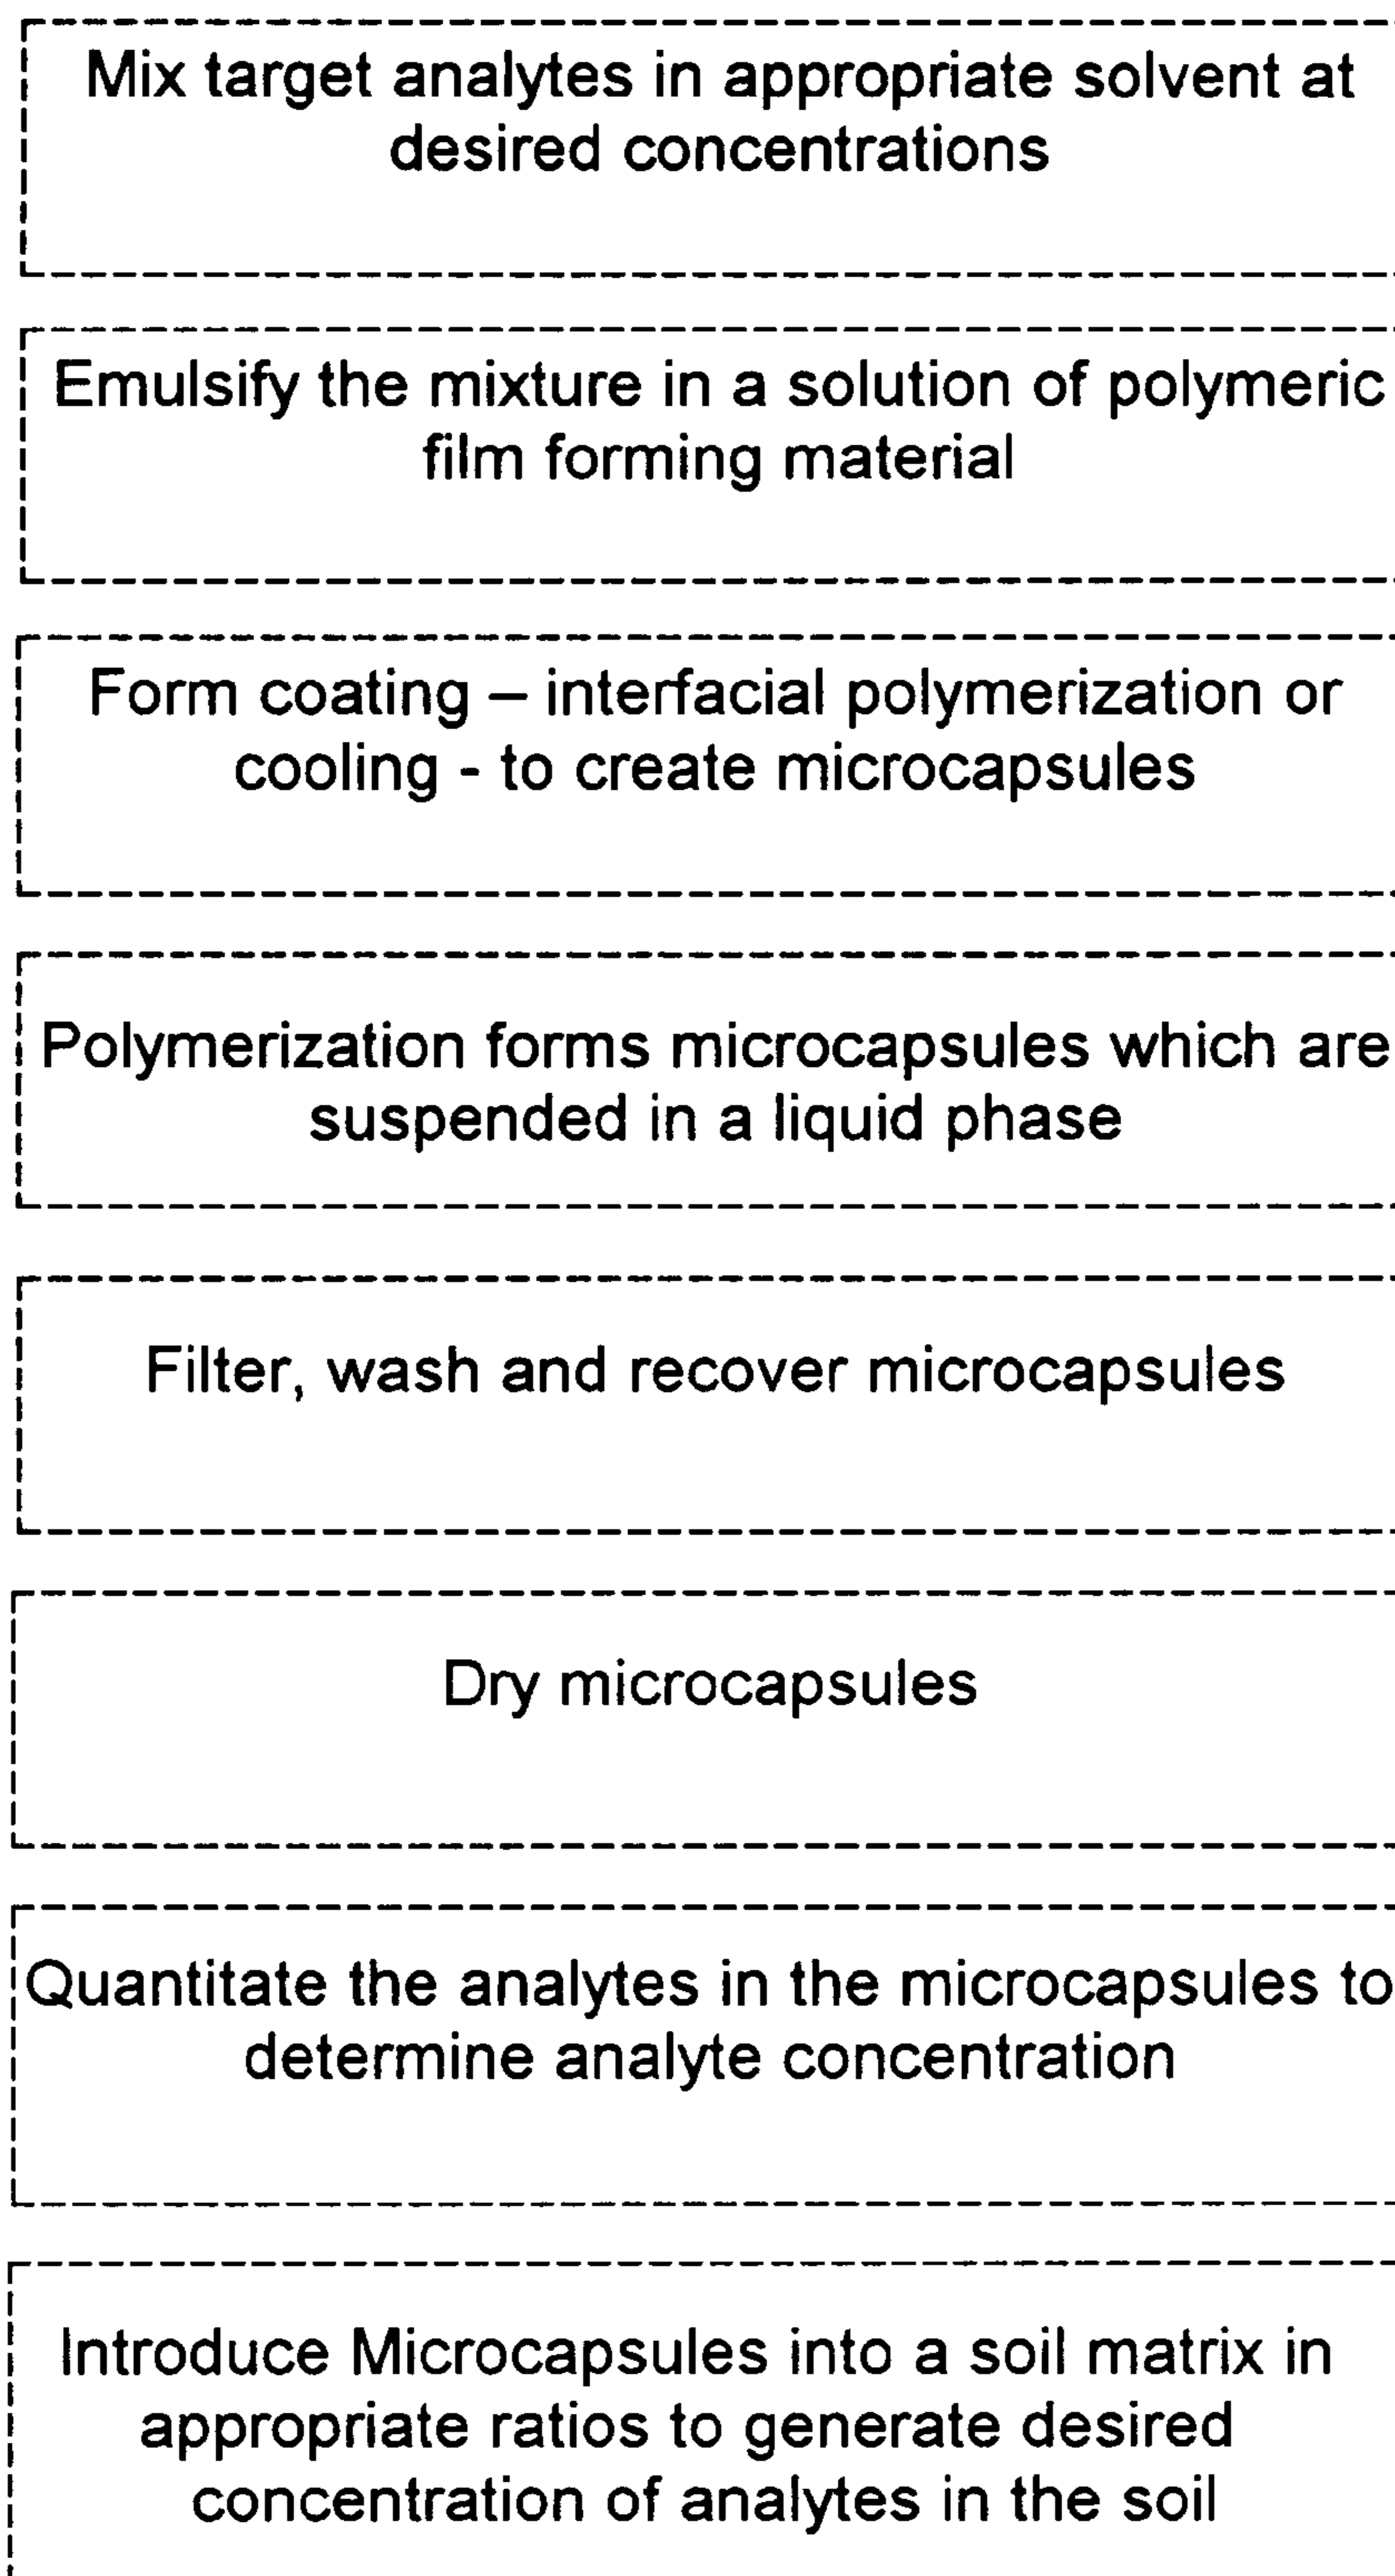 Mix target analytes in appropriate solvent at
desired concentrations
Emulsify the mixture in a solution of polymeric
film forming material
Form coating – interfacial polymerization or
cooling - to create microcapsules
Polymerization forms microcapsules which are
suspended in a liquid phase
Filter, wash and recover microcapsules
Dry microcapsules
Quantitate the analytes in the microcapsules to
determine analyte concentration
Introduce Microcapsules into a soil matrix in
appropriate ratios to generate desired
concentration of analytes in the soil